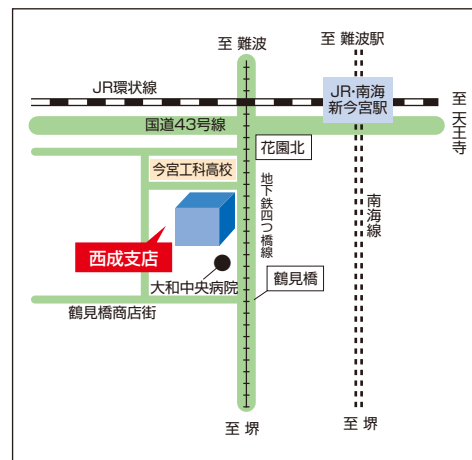 至 難波
至 難波駅
JR環状線
JR・南海
新今宮駅
至 天王寺
国道43号線
花園北
今宮工科高校
地下鉄四つ橋線
南海線
西成支店
大和中央病院
鶴見橋
鶴見橋商店街
至 堺
至 堺